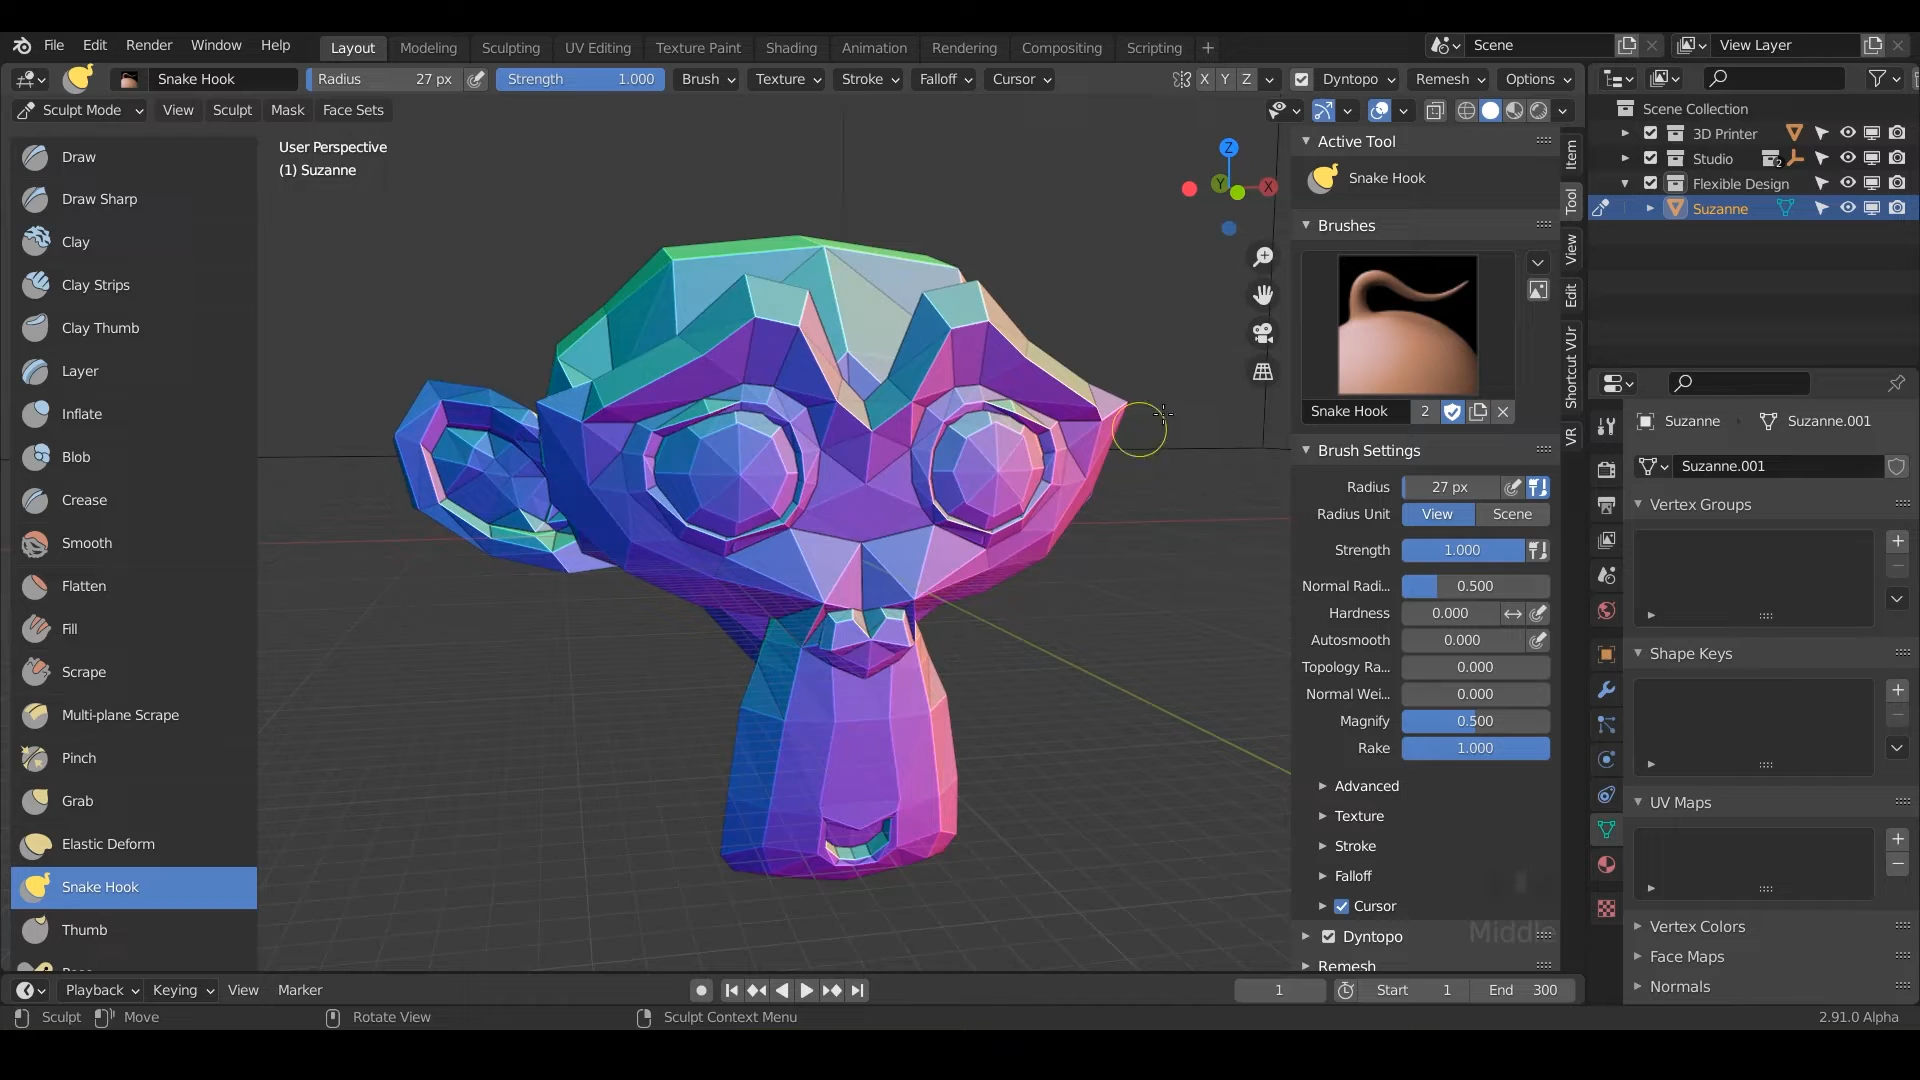 File Edit Render Window Help Layout Modeling Sculpting UV Editing Texture Paint Shading Animation Rendering Compositing Scripting + Scene View Layer
Snake Hook Radius 27 px Strength 1.000 Brush Texture Stroke Falloff Cursor X Y Z Dyntopo Remesh Options
Sculpt Mode View Sculpt Mask Face Sets
Draw
Draw Sharp
Clay
Clay Strips
Clay Thumb
Layer
Inflate
Blob
Crease
Smooth
Flatten
Fill
Scrape
Multi-plane Scrape
Pinch
Grab
Elastic Deform
Snake Hook
Thumb
User Perspective
(1) Suzanne
Z
Y
X
Active Tool
Snake Hook
Brushes
Snake Hook 2
Brush Settings
Radius 27 px
Radius Unit View Scene
Strength 1.000
Normal Radi... 0.500
Hardness 0.000
Autosmooth 0.000
Topology Ra... 0.000
Normal Wei... 0.000
Magnify 0.500
Rake 1.000
Advanced
Texture
Stroke
Falloff
Cursor
Dyntopo
Remesh
Middle
Item
Tool
View
Edit
Shortcut VUr
VR
Scene Collection
3D Printer
Studio 2
Flexible Design
Suzanne
Suzanne Suzanne.001
Suzanne.001
Vertex Groups
Shape Keys
UV Maps
Vertex Colors
Face Maps
Normals
Playback Keying View Marker 1 Start 1 End 300
Sculpt Move Rotate View Sculpt Context Menu 2.91.0 Alpha